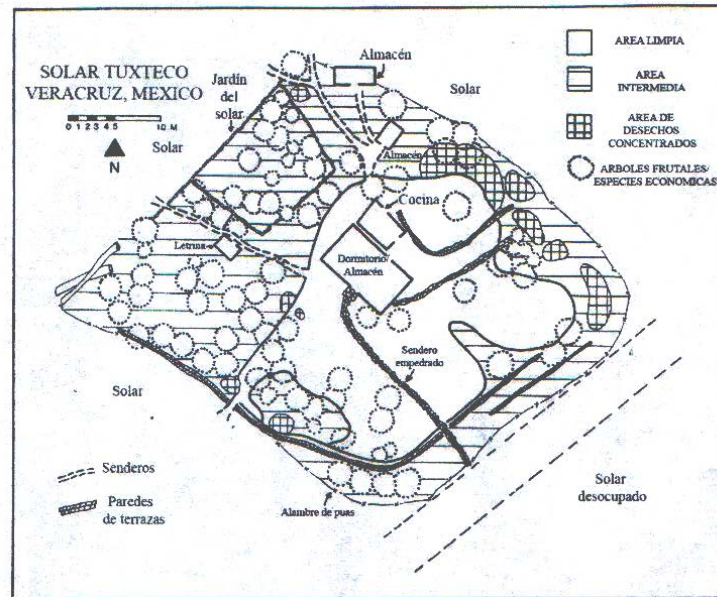 SOLAR TUXTECO
VERACRUZ, MEXICO
0 1 2 3 4 5 10 M
N
Solar
Jardín
del
solar
Almacén
Solar
Almacén
Cocina
Letrina
Dormitorio/
Almacén
Sendero
empedrado
Solar
Senderos
Paredes
de terrazas
Alambre de puas
Solar
desocupado
AREA LIMPIA
AREA
INTERMEDIA
AREA DE
DESECHOS
CONCENTRADOS
ARBOLES FRUTALES/
ESPECIES ECONOMICAS